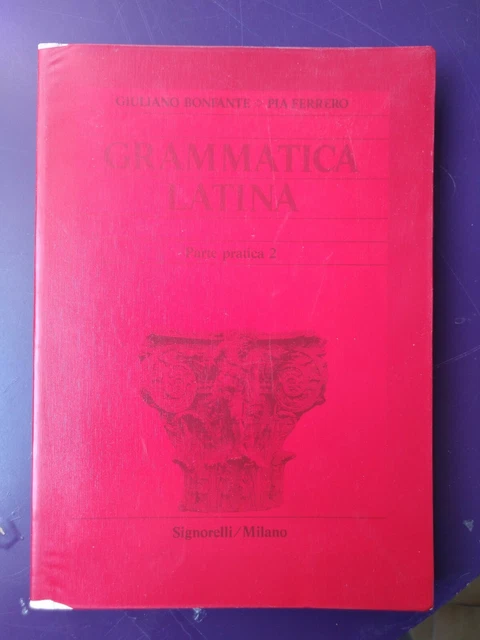 GIULIANO BONFANTE - PIA FERRERO
GRAMMATICA
LATINA
Parte pratica 2
Signorelli/Milano